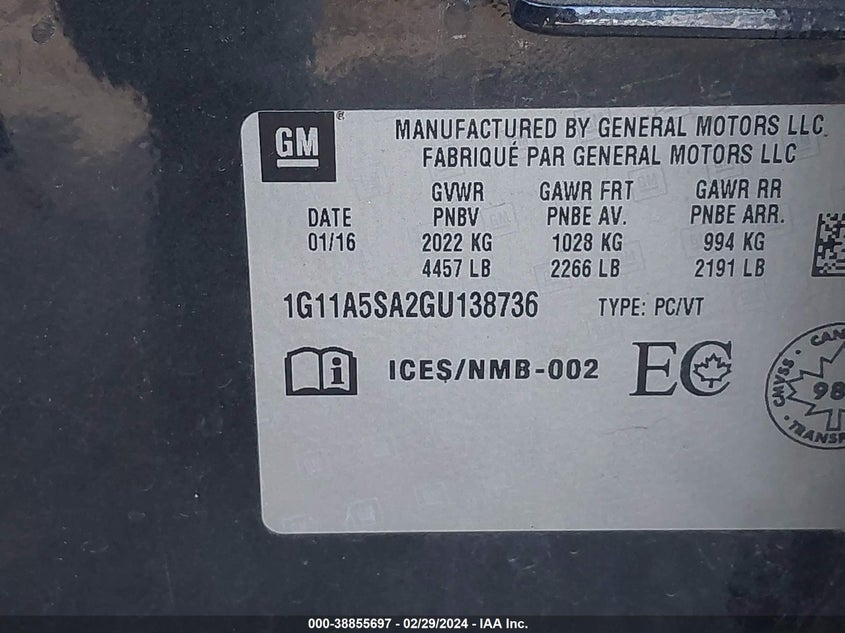 GM
MANUFACTURED BY GENERAL MOTORS LLC
FABRIQUÉ PAR GENERAL MOTORS LLC
DATE
01/16
GVWR
PNBV
2022 KG
4457 LB
GAWR FRT
PNBE AV.
1028 KG
2266 LB
GAWR RR
PNBE ARR.
994 KG
2191 LB
1G11A5SA2GU138736 TYPE: PC/VT
i ICES/NMB-002 EC
CMVSS
98
000-38855697 - 02/29/2024 - IAA Inc.